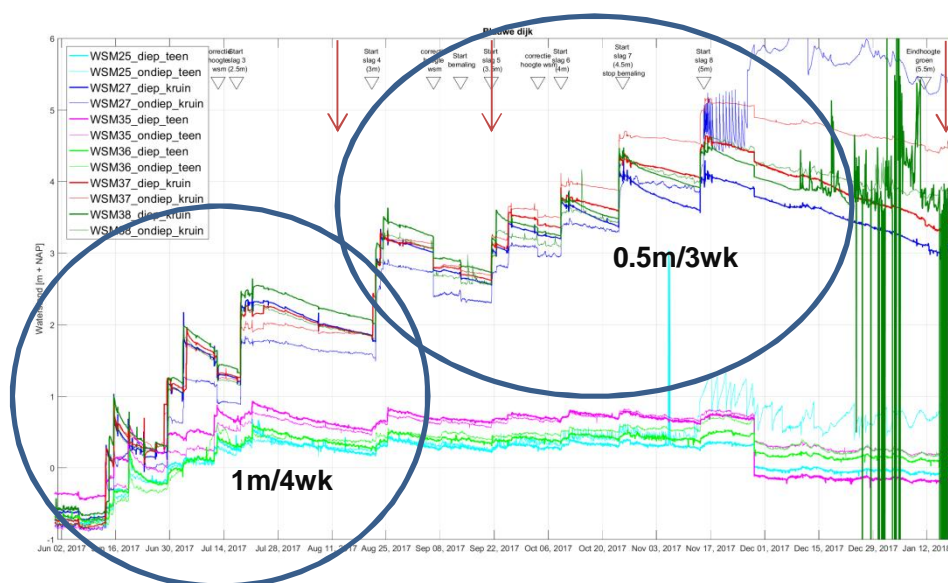 Blauwe dijk
6
5
4
3
2
1
0
-1
Waterstand [m + NAP]
WSM25_diep_teen
WSM25_ondiep_teen
WSM27_diep_kruin
WSM27_ondiep_kruin
WSM35_diep_teen
WSM35_ondiep_teen
WSM36_diep_teen
WSM36_ondiep_teen
WSM37_diep_kruin
WSM37_ondiep_kruin
WSM38_diep_kruin
WSM38_ondiep_kruin
correctie
hoogte
wsm
Start
slag 3
(2.5m)
Start
slag 4
(3m)
correctie
hoogte
wsm
Start
bemaling
Start
slag 5
(3.5m)
correctie
hoogte wsm
Start
slag 6
(4m)
Start
slag 7
(4.5m)
stop bemaling
Start
slag 8
(5m)
Eindhoogte
groen
(5.5m)
0.5m/3wk
1m/4wk
Jun 02, 2017
Jun 16, 2017
Jun 30, 2017
Jul 14, 2017
Jul 28, 2017
Aug 11, 2017
Aug 25, 2017
Sep 08, 2017
Sep 22, 2017
Oct 06, 2017
Oct 20, 2017
Nov 03, 2017
Nov 17, 2017
Dec 01, 2017
Dec 15, 2017
Dec 29, 2017
Jan 12, 2018